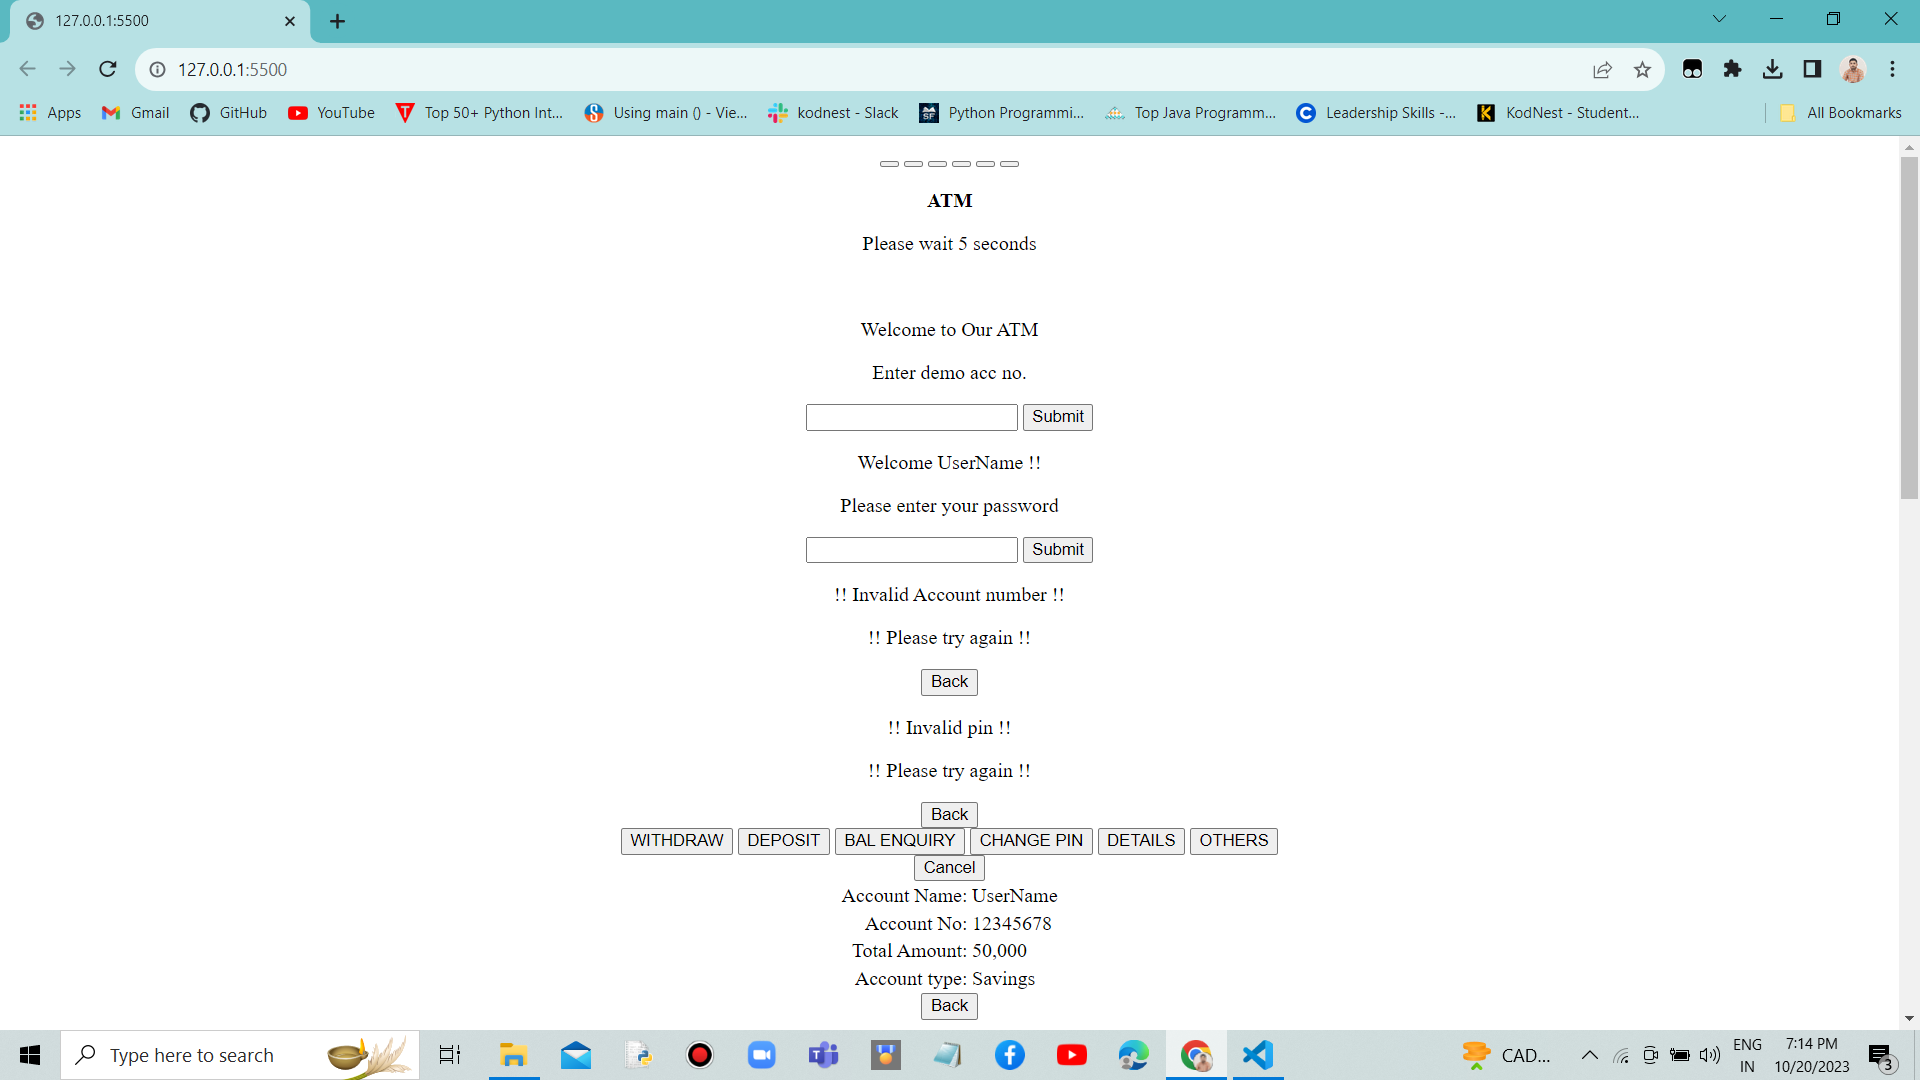 127.0.0.1:5500
127.0.0.1:5500
Apps Gmail GitHub YouTube Top 50+ Python Int... Using main () - Vie... kodnest - Slack Python Programmi... Top Java Programm... Leadership Skills -... KodNest - Student... All Bookmarks
ATM
Please wait 5 seconds
Welcome to Our ATM
Enter demo acc no.
Submit
Welcome UserName !!
Please enter your password
Submit
!! Invalid Account number !!
!! Please try again !!
Back
!! Invalid pin !!
!! Please try again !!
Back
WITHDRAW DEPOSIT BAL ENQUIRY CHANGE PIN DETAILS OTHERS
Cancel
Account Name: UserName
Account No: 12345678
Total Amount: 50,000
Account type: Savings
Back
Type here to search
CAD...
ENG
IN
7:14 PM
10/20/2023
3